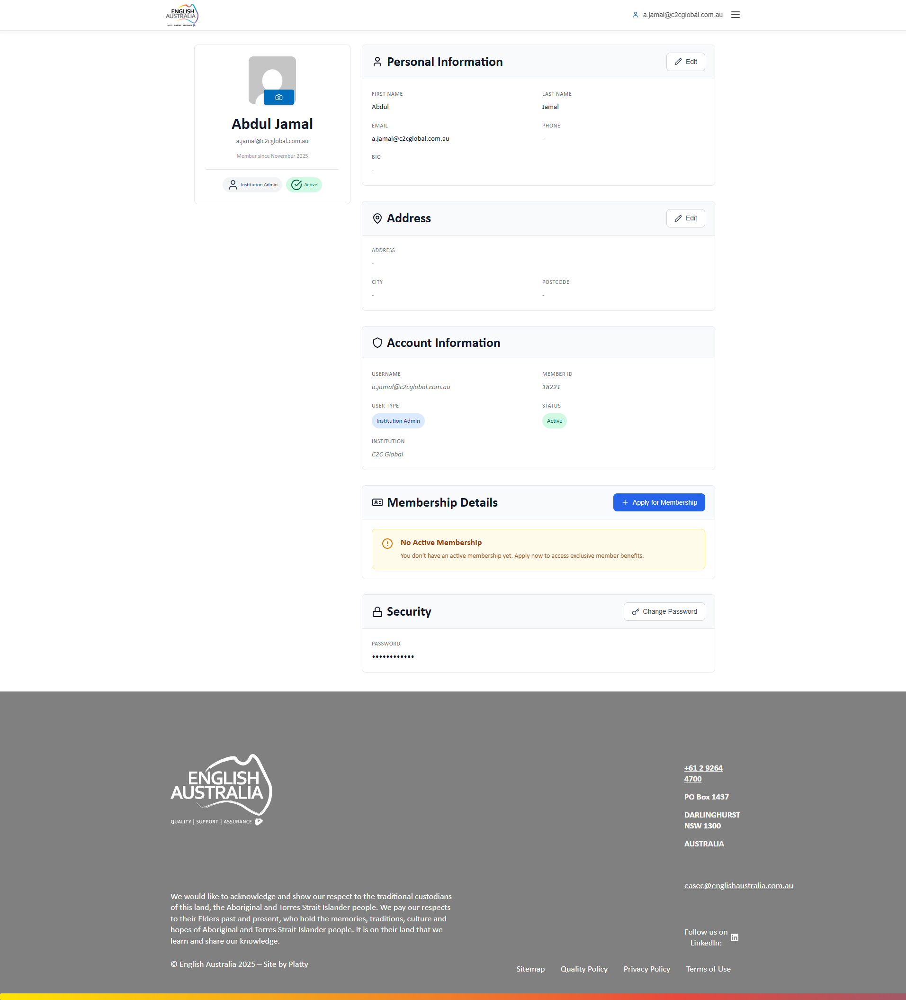 ENGLISH
AUSTRALIA
QUALITY | SUPPORT | ASSURANCE
a.jamal@c2cglobal.com.au
Abdul Jamal
a.jamal@c2cglobal.com.au
Member since November 2025
Institution Admin
Active
Personal Information
Edit
FIRST NAME
Abdul
LAST NAME
Jamal
EMAIL
a.jamal@c2cglobal.com.au
PHONE
-
BIO
-
Address
Edit
ADDRESS
-
CITY
-
POSTCODE
-
Account Information
USERNAME
a.jamal@c2cglobal.com.au
MEMBER ID
18221
USER TYPE
Institution Admin
STATUS
Active
INSTITUTION
C2C Global
Membership Details
Apply for Membership
No Active Membership
You don't have an active membership yet. Apply now to access exclusive member benefits.
Security
Change Password
PASSWORD
••••••••••••
ENGLISH
AUSTRALIA
QUALITY | SUPPORT | ASSURANCE
+61 2 9264
4700
PO Box 1437
DARLINGHURST
NSW 1300
AUSTRALIA
easec@englishaustralia.com.au
We would like to acknowledge and show our respect to the traditional custodians
of this land, the Aboriginal and Torres Strait Islander people. We pay our respects
to their Elders past and present, who hold the memories, traditions, culture and
hopes of Aboriginal and Torres Strait Islander people. It is on their land that we
learn and share our knowledge.
Follow us on
LinkedIn:
© English Australia 2025 – Site by Platty
Sitemap
Quality Policy
Privacy Policy
Terms of Use